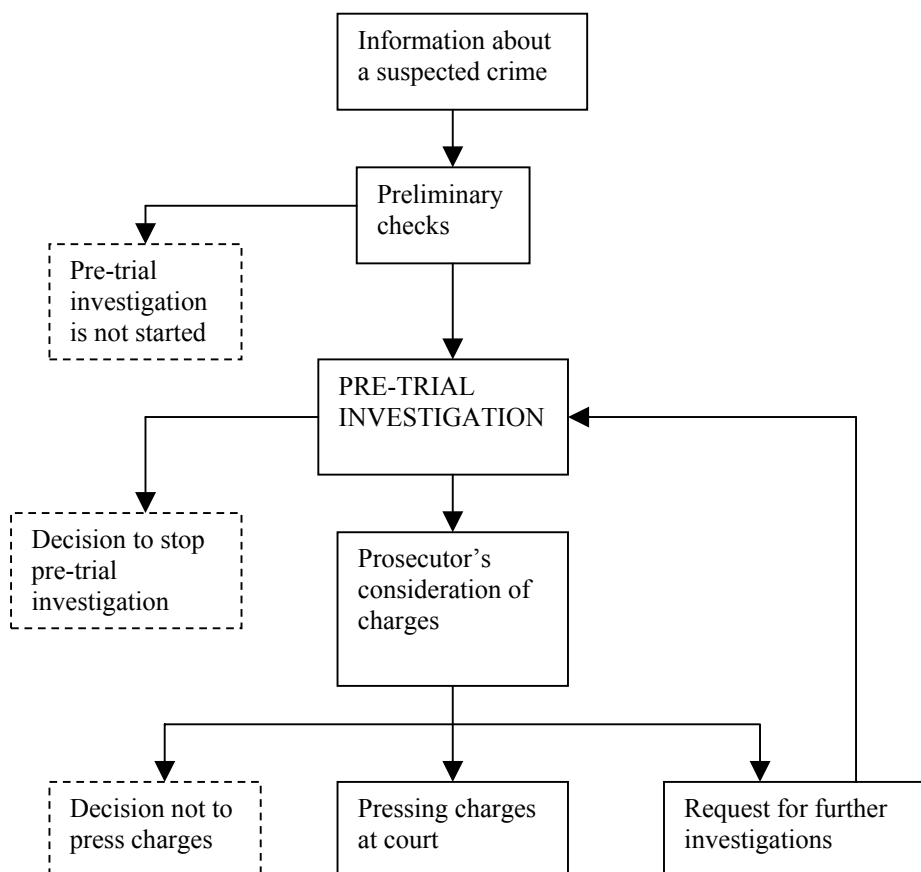 Information about
a suspected crime
Preliminary
checks
Pre-trial
investigation
is not started
PRE-TRIAL
INVESTIGATION
Decision to stop
pre-trial
investigation
Prosecutor’s
consideration of
charges
Decision not to
press charges
Pressing charges
at court
Request for further
investigations